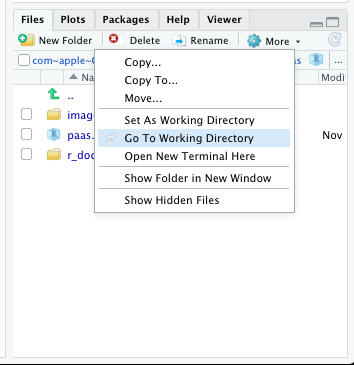 Files Plots Packages Help Viewer
New Folder Delete Rename More
com~apple~ as ...
Na Modif
..
Copy...
Copy To...
Move...
imag
Set As Working Directory
paas. Go To Working Directory Nov
r_doc Open New Terminal Here
Show Folder in New Window
Show Hidden Files